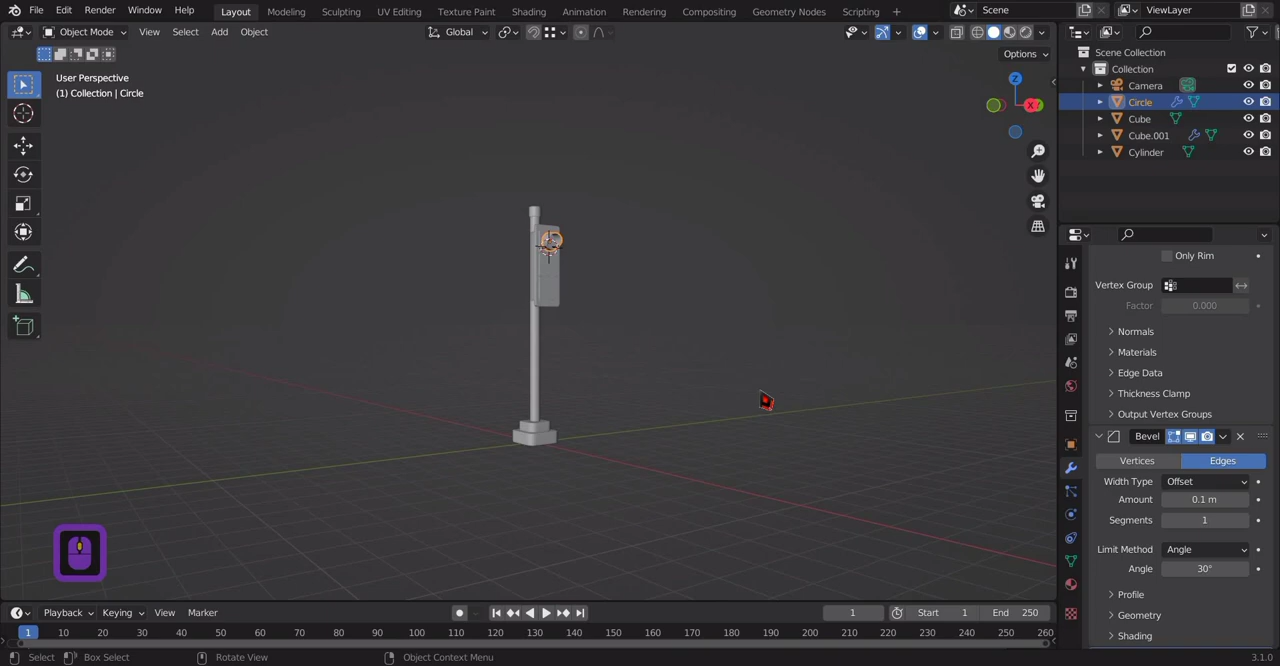 File Edit Render Window Help Layout Modeling Sculpting UV Editing Texture Paint Shading Animation Rendering Compositing Geometry Nodes Scripting + Scene ViewLayer
Object Mode View Select Add Object Global
Options
User Perspective
(1) Collection | Circle
Z
X
Scene Collection
Collection
Camera
Circle
Cube
Cube.001
Cylinder
Only Rim
Vertex Group
Factor 0.000
Normals
Materials
Edge Data
Thickness Clamp
Output Vertex Groups
Bevel
Vertices Edges
Width Type Offset
Amount 0.1 m
Segments 1
Limit Method Angle
Angle 30°
Profile
Geometry
Shading
Playback Keying View Marker 1 Start 1 End 250
1 10 20 30 40 50 60 70 80 90 100 110 120 130 140 150 160 170 180 190 200 210 220 230 240 250 260
Select Box Select Rotate View Object Context Menu 3.1.0